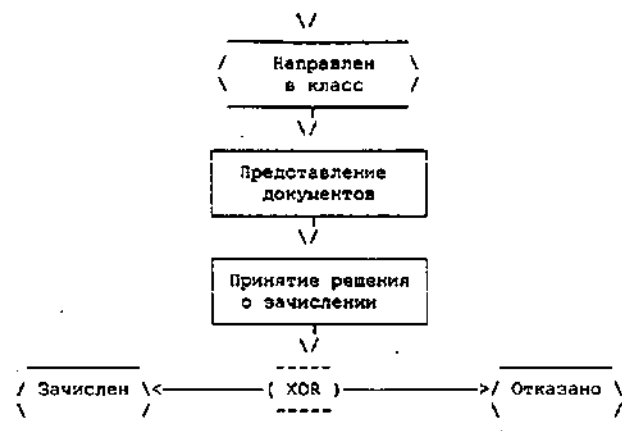 Направлен
в класс
Представление
документов
Принятие решения
о зачислении
Зачислен
XOR
Отказано